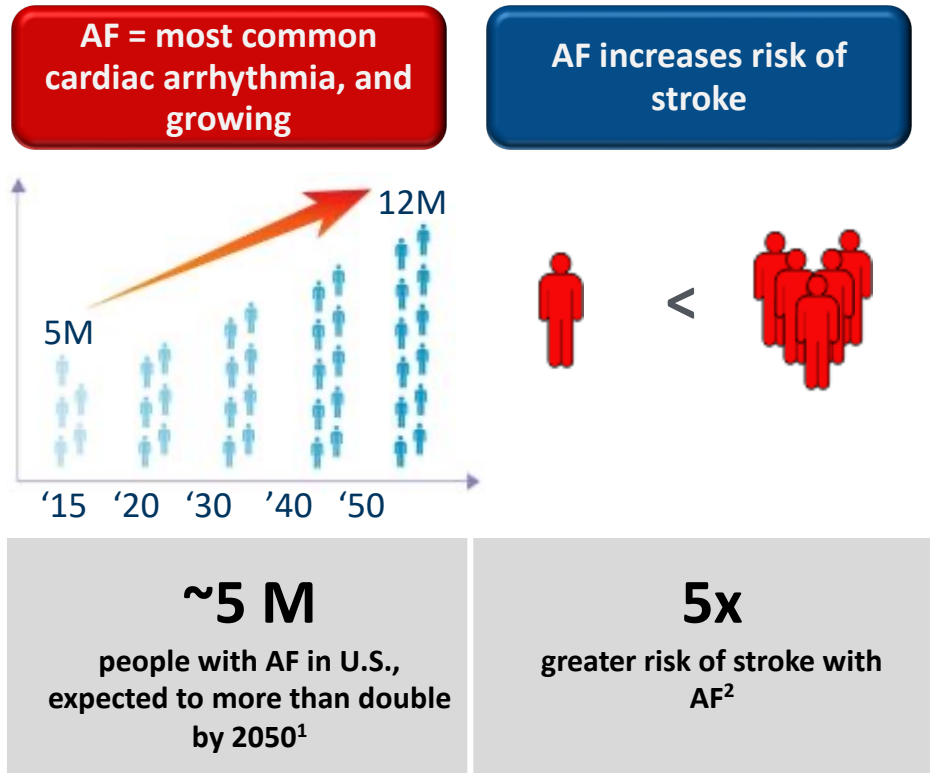 AF = most common
cardiac arrhythmia, and
growing
AF increases risk of
stroke
12M
5M
<
‘15 ‘20 ‘30 ’40 ‘50
~5 M
people with AF in U.S.,
expected to more than double
by 2050¹
5x
greater risk of stroke with
AF²